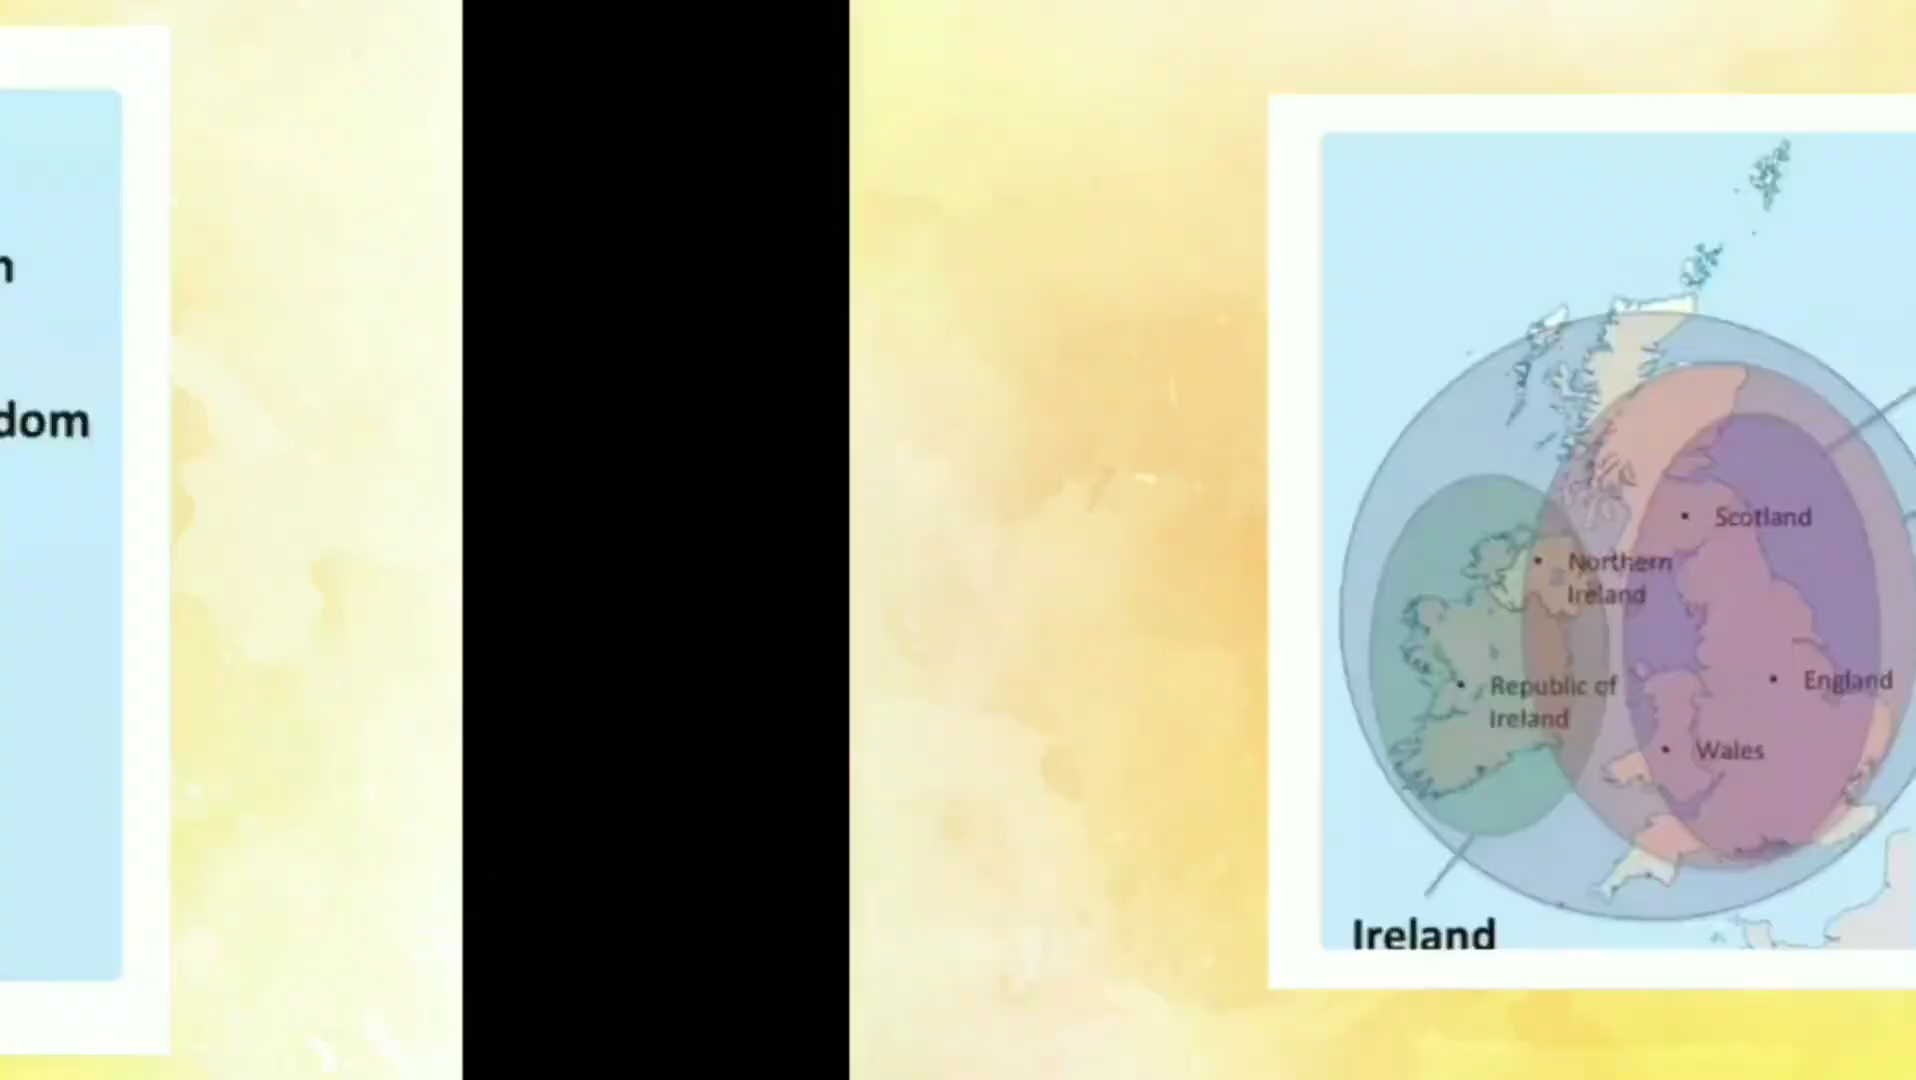 dom
Scotland
Northern
Ireland
Republic of
Ireland
England
Wales
Ireland